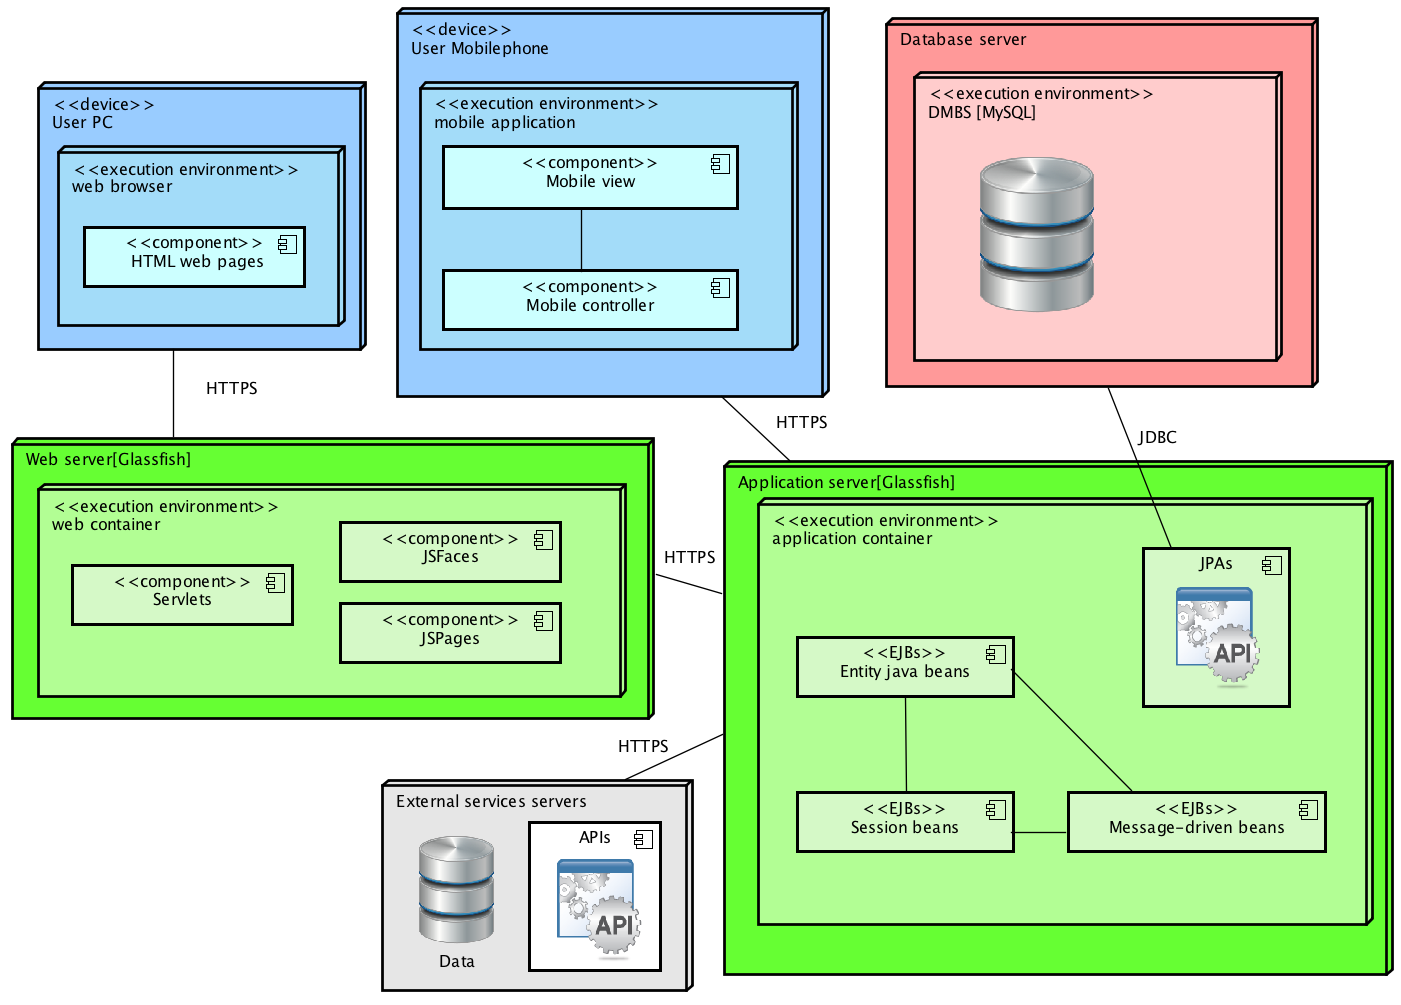 <<device>>
User PC
<<execution environment>>
web browser
<<component>>
HTML web pages
HTTPS
<<device>>
User Mobilephone
<<execution environment>>
mobile application
<<component>>
Mobile view
<<component>>
Mobile controller
HTTPS
Database server
<<execution environment>>
DMBS [MySQL]
JDBC
Web server[Glassfish]
<<execution environment>>
web container
<<component>>
Servlets
<<component>>
JSFaces
<<component>>
JSPages
HTTPS
Application server[Glassfish]
<<execution environment>>
application container
JPAs
API
<<EJBs>>
Entity java beans
<<EJBs>>
Session beans
<<EJBs>>
Message-driven beans
HTTPS
External services servers
Data
APIs
API